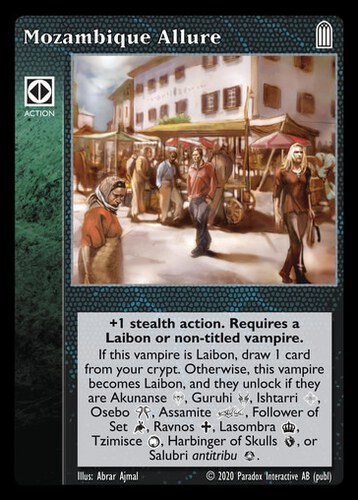 Mozambique Allure
ACTION
+1 stealth action. Requires a
Laibon or non-titled vampire.
If this vampire is Laibon, draw 1 card
from your crypt. Otherwise, this vampire
becomes Laibon, and they unlock if they
are Akunanse , Guruhi , Ishtarri ,
Osebo , Assamite , Follower of
Set , Ravnos , Lasombra ,
Tzimisce , Harbinger of Skulls , or
Salubri antitribu .
Illus: Abrar Ajmal © 2020 Paradox Interactive AB (publ)